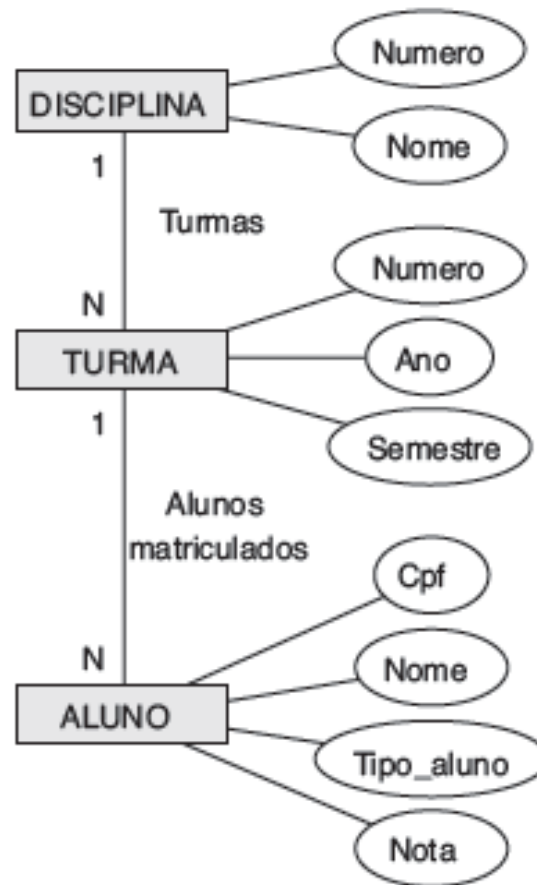 Numero
DISCIPLINA
Nome
1
Turmas
N
Numero
TURMA
Ano
1
Semestre
Alunos
matriculados
Cpf
N
Nome
ALUNO
Tipo_aluno
Nota